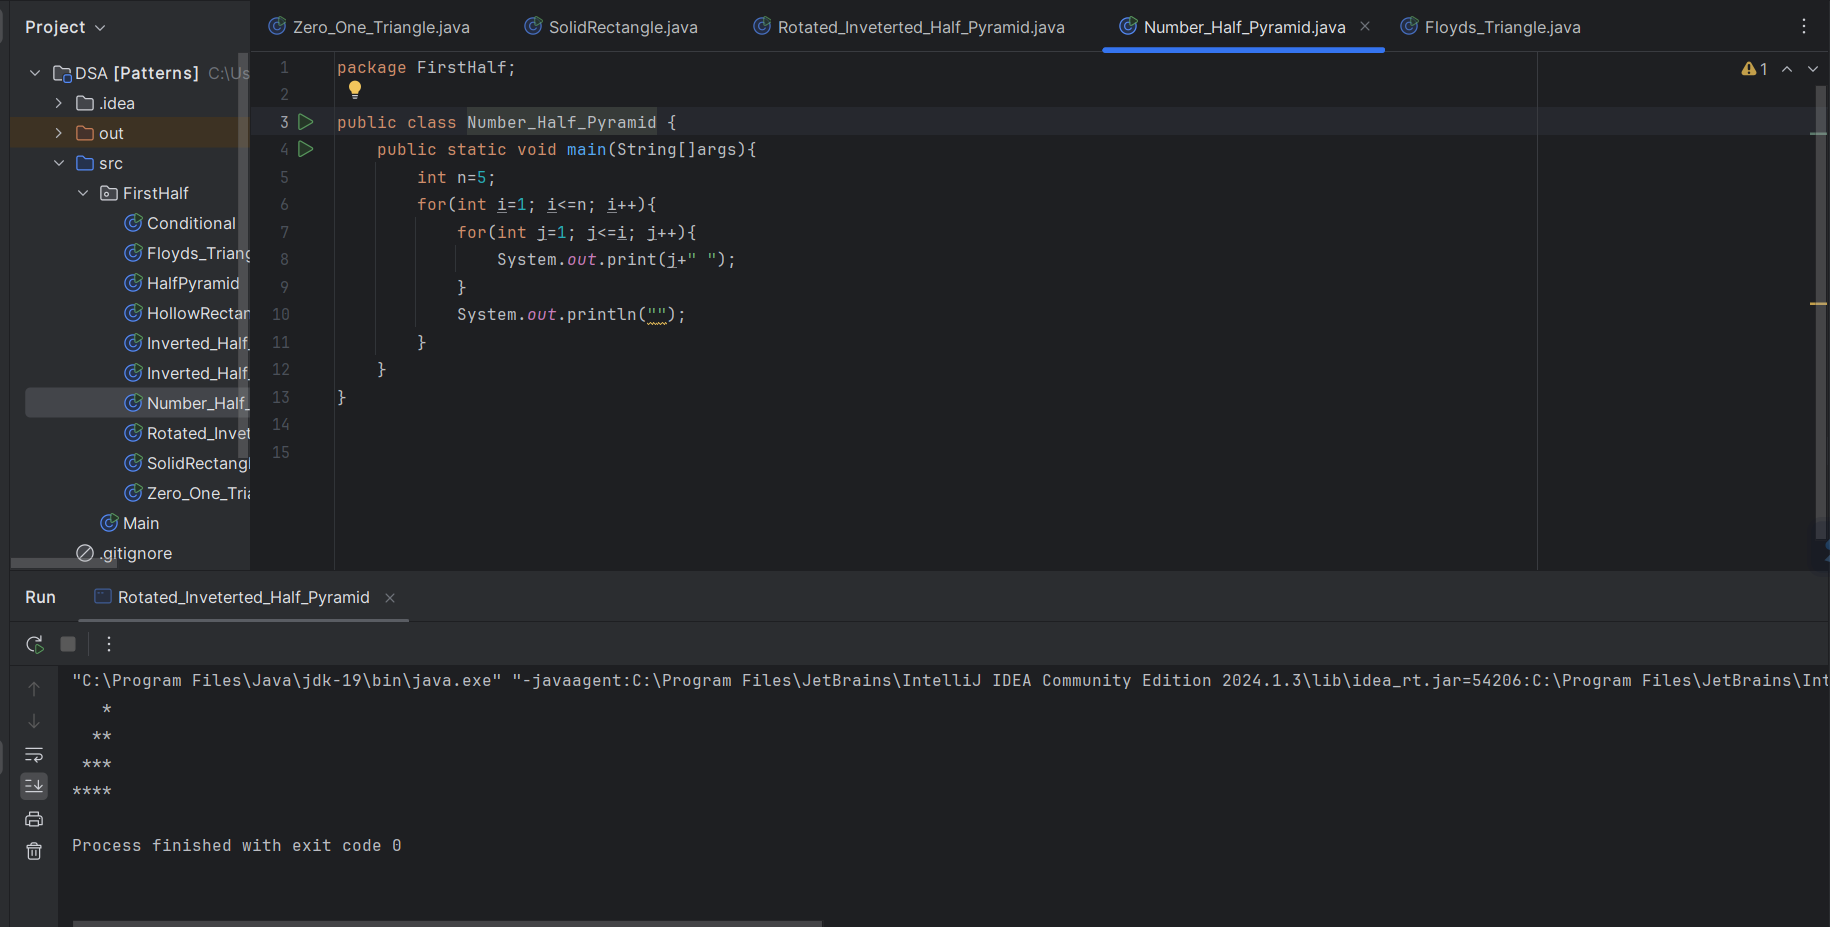 Project
Zero_One_Triangle.java
SolidRectangle.java
Rotated_Inveterted_Half_Pyramid.java
Number_Half_Pyramid.java
Floyds_Triangle.java
DSA [Patterns] C:\Us
.idea
out
src
FirstHalf
Conditional
Floyds_Triang
HalfPyramid
HollowRectan
Inverted_Half_
Inverted_Half_
Number_Half_
Rotated_Invet
SolidRectangl
Zero_One_Tria
Main
.gitignore
1
1 package FirstHalf;
2
3 public class Number_Half_Pyramid {
4     public static void main(String[]args){
5         int n=5;
6         for(int i=1; i<=n; i++){
7             for(int j=1; j<=i; j++){
8                 System.out.print(j+" ");
9             }
10             System.out.println("");
11         }
12     }
13 }
14
15
Run
Rotated_Inveterted_Half_Pyramid
"C:\Program Files\Java\jdk-19\bin\java.exe" "-javaagent:C:\Program Files\JetBrains\IntelliJ IDEA Community Edition 2024.1.3\lib\idea_rt.jar=54206:C:\Program Files\JetBrains\Int
   *
  **
 ***
****
Process finished with exit code 0